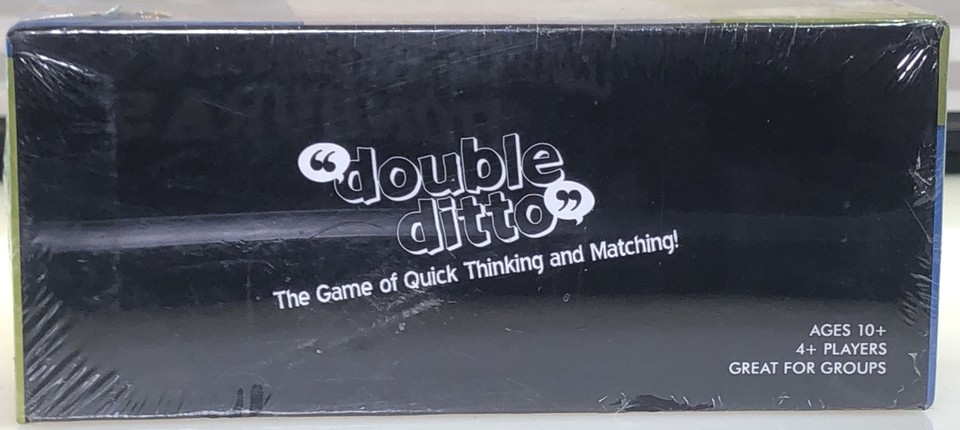 “double
ditto”
The Game of Quick Thinking and Matching!
AGES 10+
4+ PLAYERS
GREAT FOR GROUPS